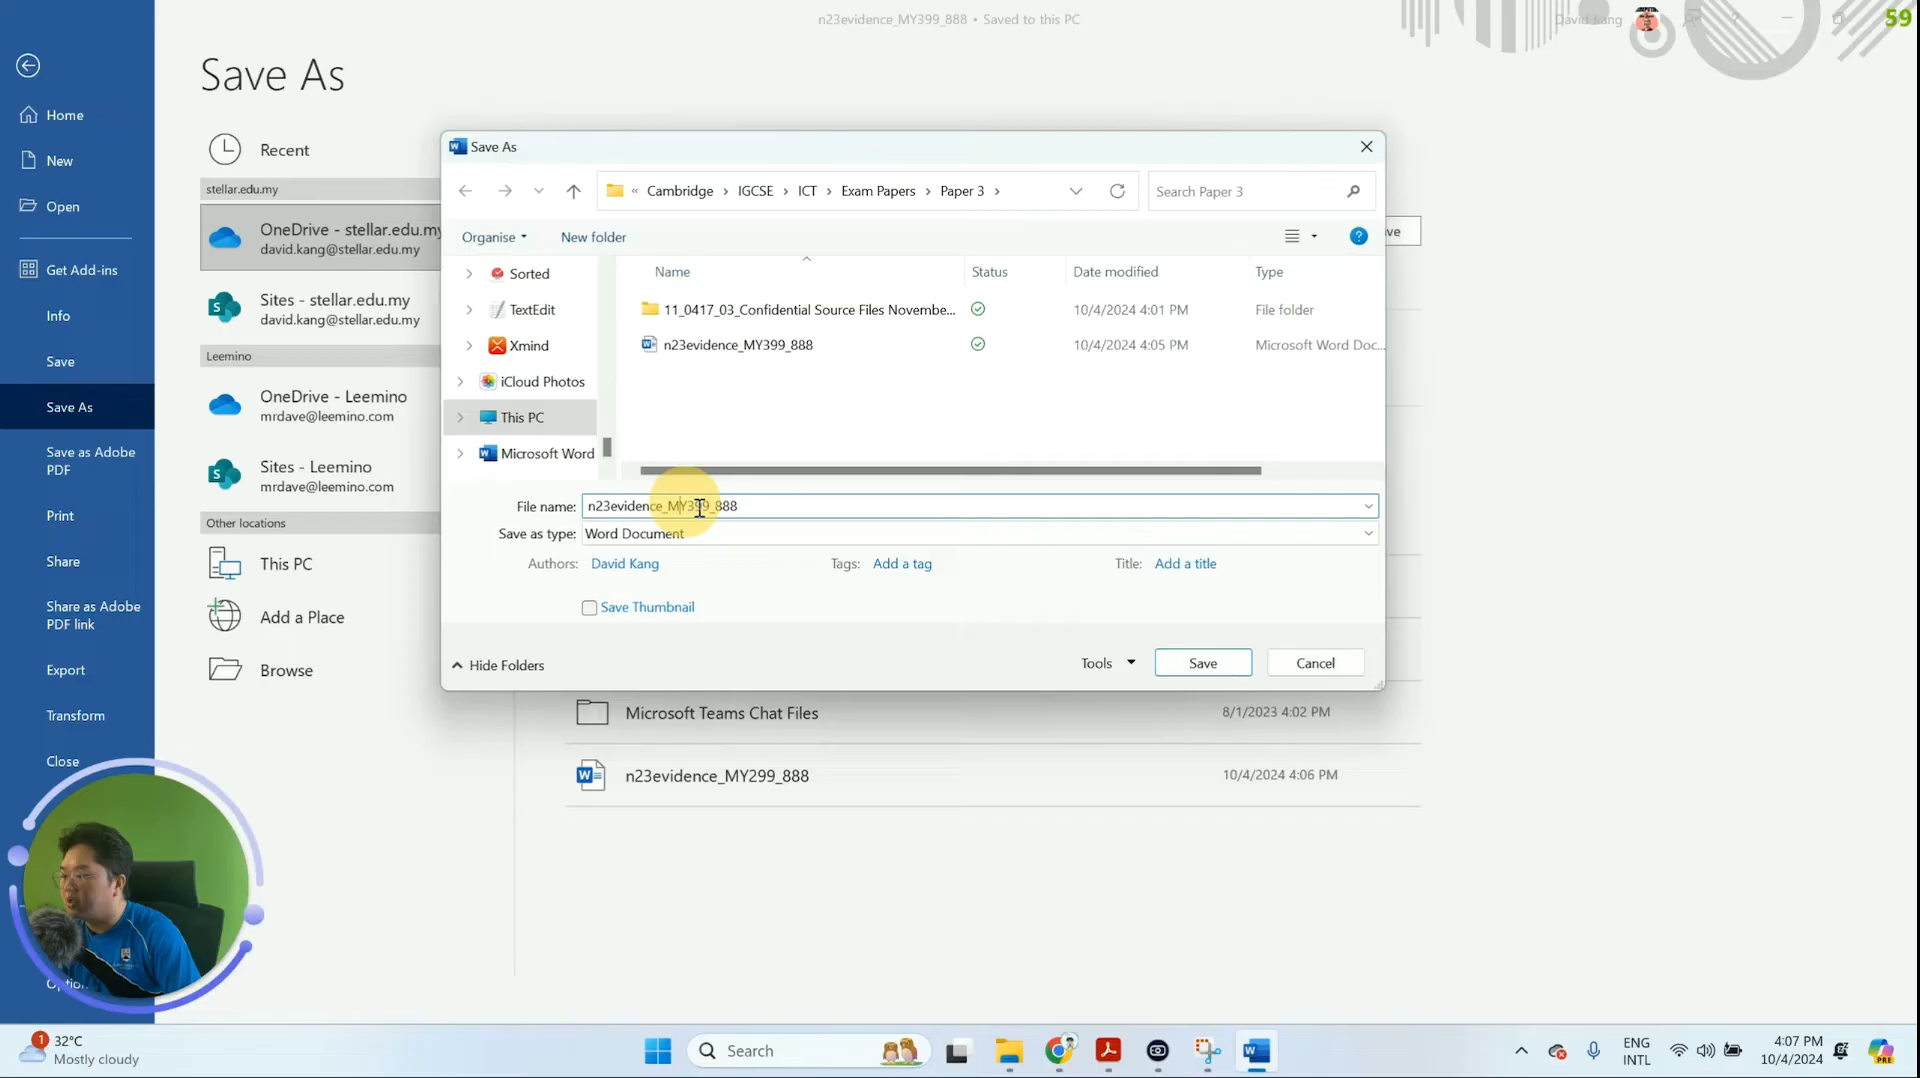 n23evidence_MY399_888 • Saved to this PC
David Kang
59
Save As
Home
New
Open
Get Add-ins
Info
Save
Save As
Save as Adobe
PDF
Print
Share
Share as Adobe
PDF link
Export
Transform
Close
Recent
stellar.edu.my
OneDrive - stellar.edu.my
david.kang@stellar.edu.my
Sites - stellar.edu.my
david.kang@stellar.edu.my
Leemino
OneDrive - Leemino
mrdave@leemino.com
Sites - Leemino
mrdave@leemino.com
Other locations
This PC
Add a Place
Browse
Save As
« Cambridge › IGCSE › ICT › Exam Papers › Paper 3 ›
Search Paper 3
Organise
New folder
Sorted
TextEdit
Xmind
iCloud Photos
This PC
Microsoft Word
Name Status Date modified Type
11_0417_03_Confidential Source Files Novembe... 10/4/2024 4:01 PM File folder
n23evidence_MY399_888 10/4/2024 4:05 PM Microsoft Word Doc...
File name: n23evidence_MY399_888
Save as type: Word Document
Authors: David Kang Tags: Add a tag Title: Add a title
Save Thumbnail
Hide Folders
Tools Save Cancel
Microsoft Teams Chat Files 8/1/2023 4:02 PM
n23evidence_MY299_888 10/4/2024 4:06 PM
1
32°C
Mostly cloudy
Search
ENG
INTL
4:07 PM
10/4/2024
PRE